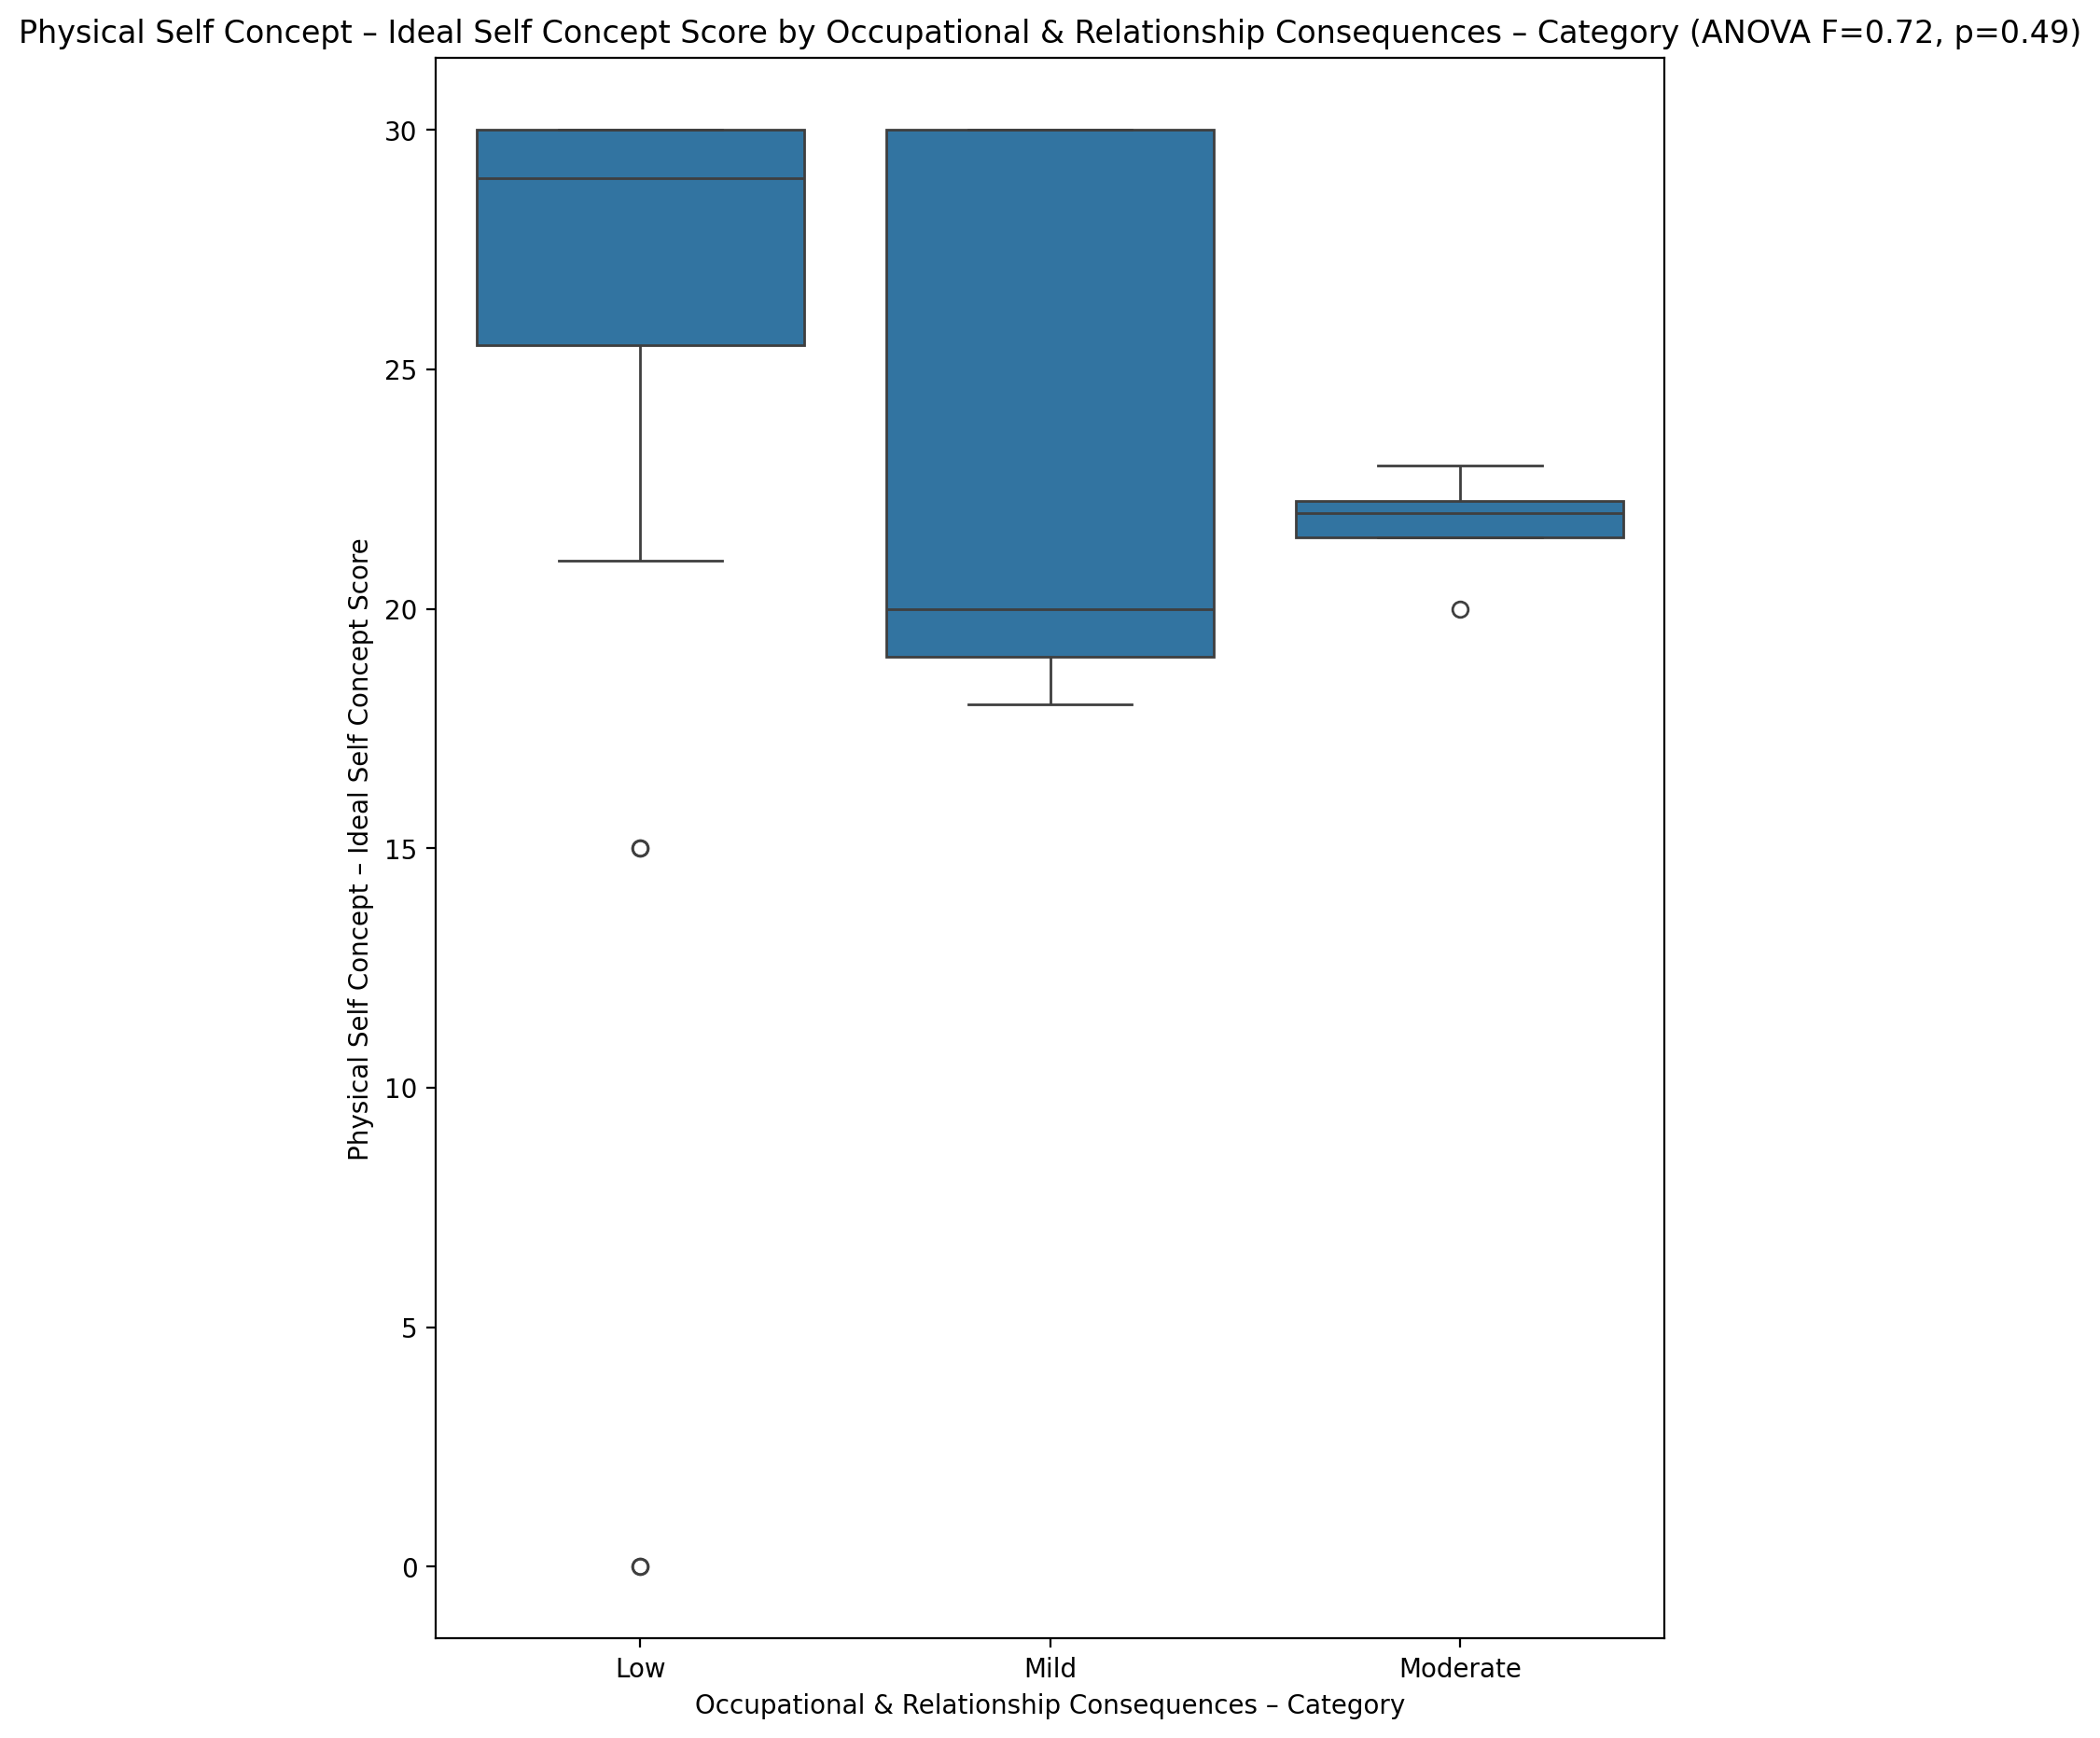 Physical Self Concept – Ideal Self Concept Score by Occupational & Relationship Consequences – Category (ANOVA F=0.72, p=0.49)
Physical Self Concept – Ideal Self Concept Score
30
25
20
15
10
5
0
Low Mild Moderate
Occupational & Relationship Consequences – Category